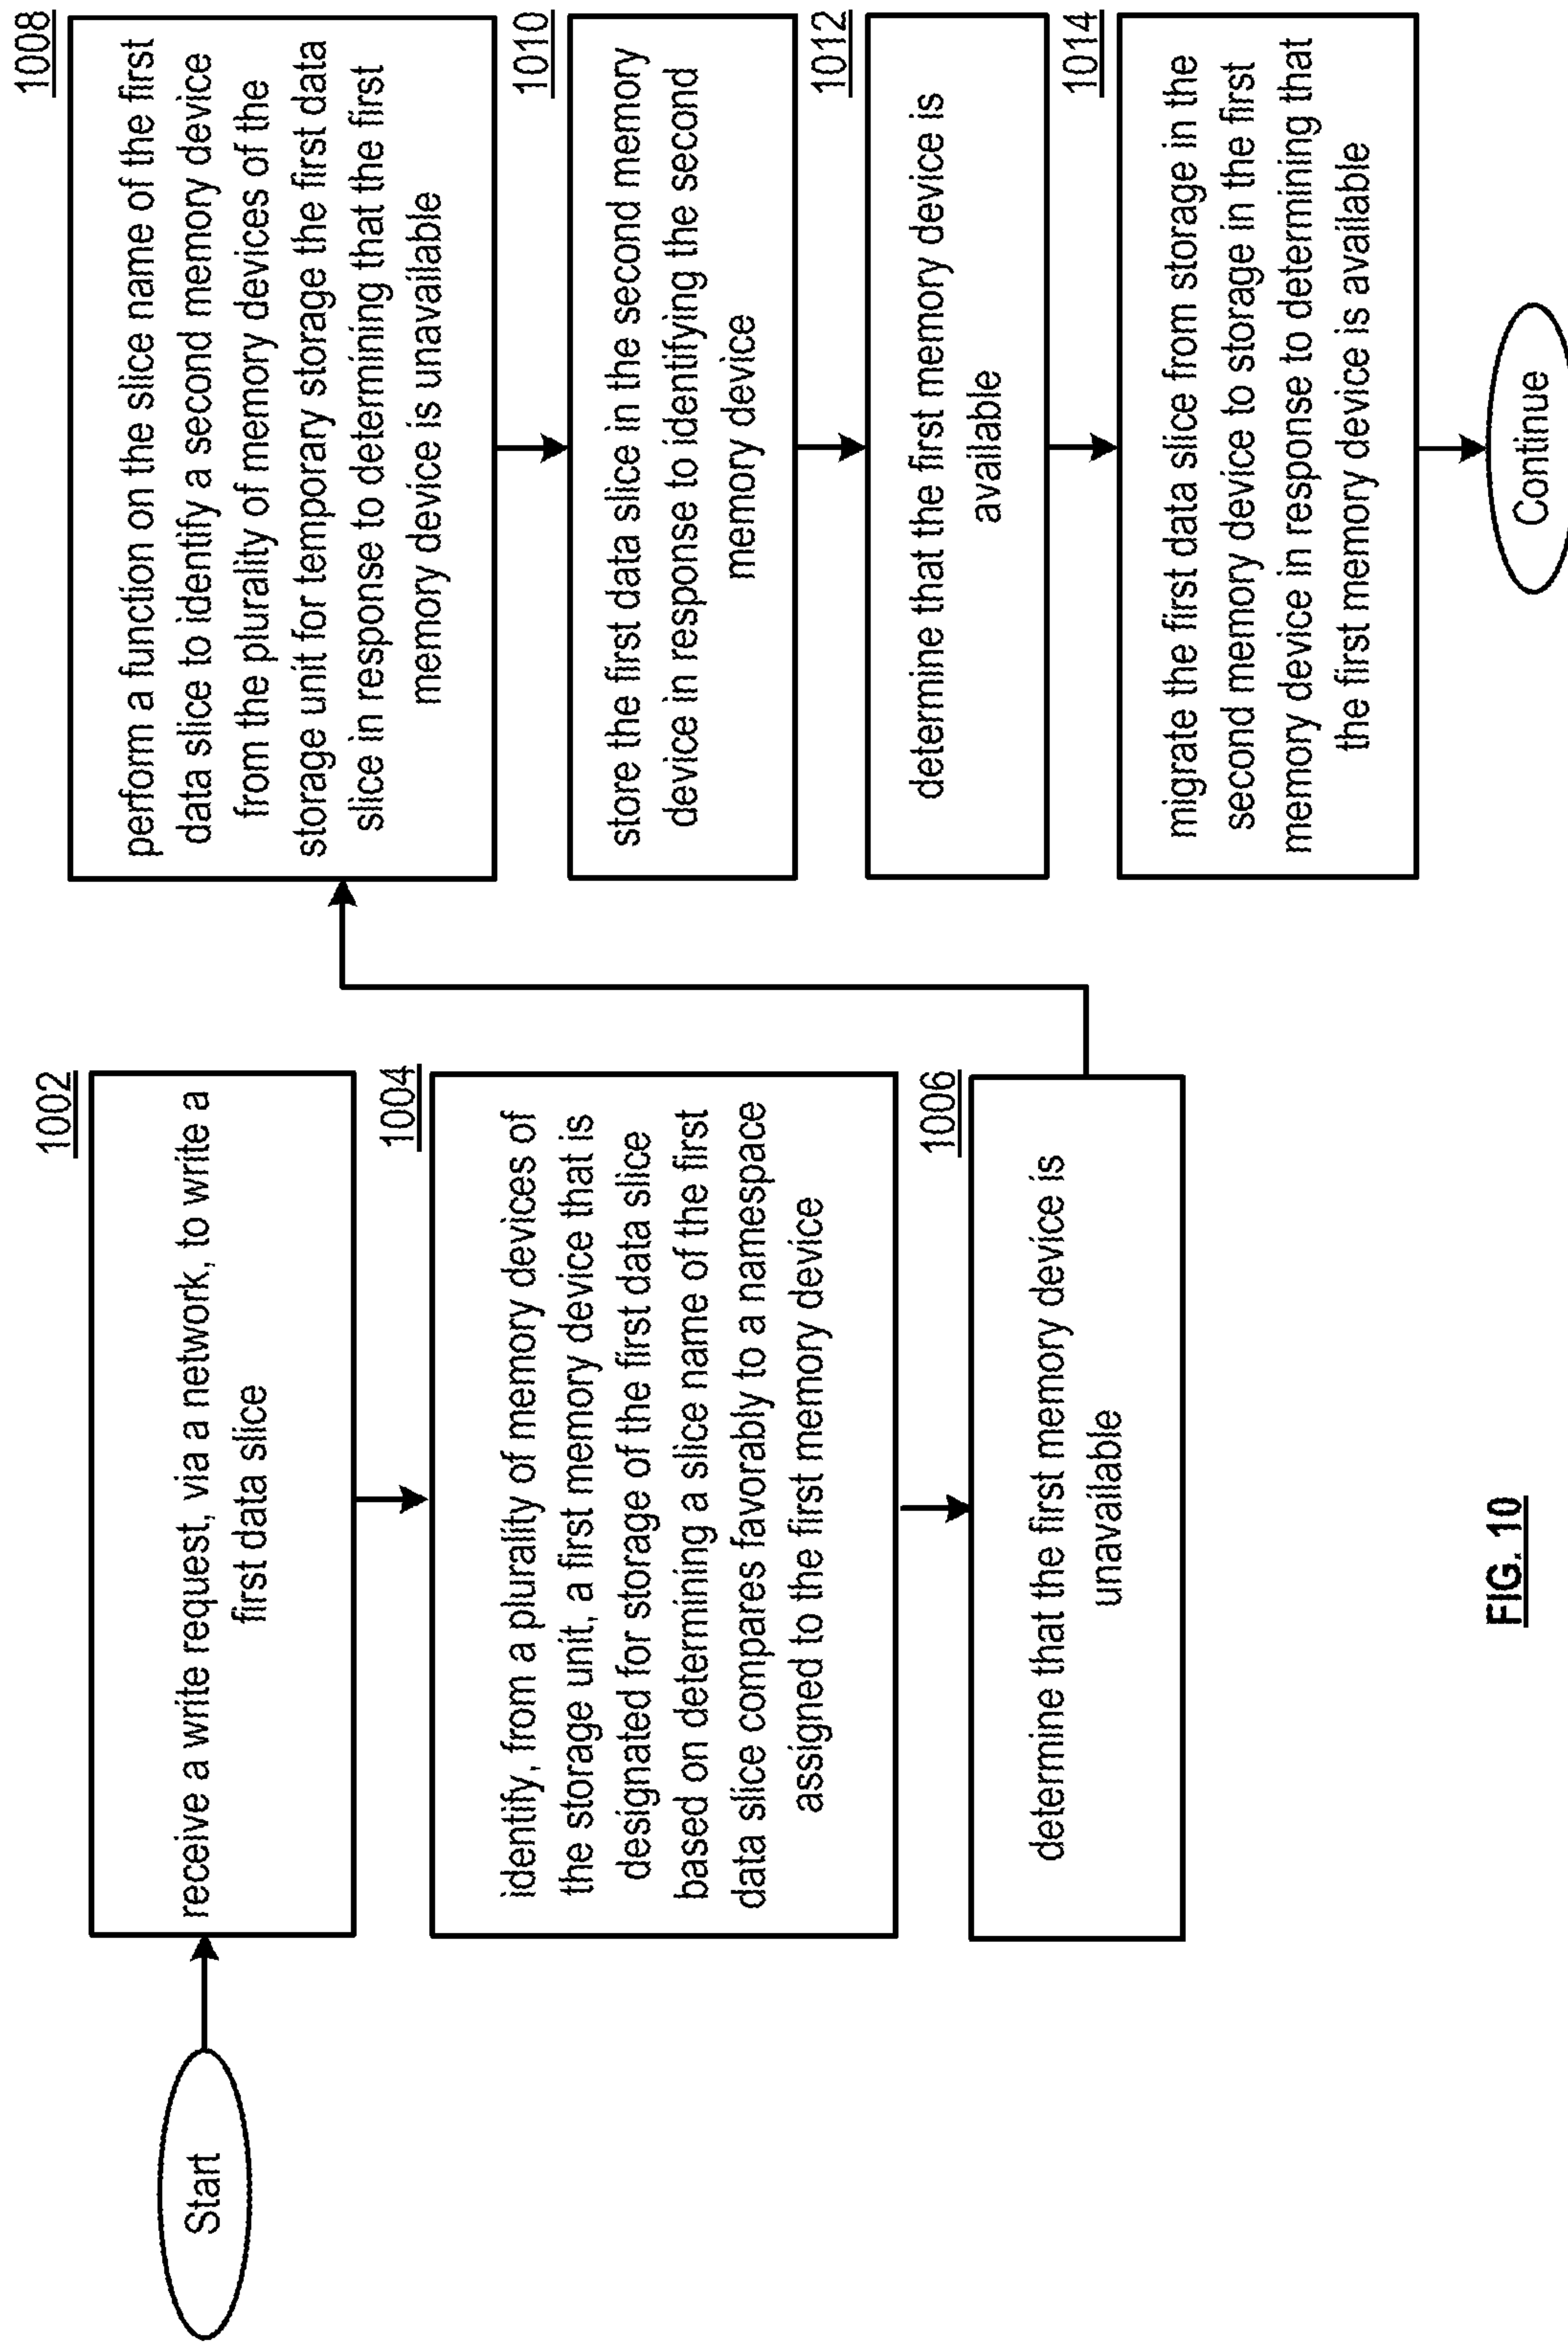 Start
1002
receive a write request, via a network, to write a
first data slice
1004
identify, from a plurality of memory devices of
the storage unit, a first memory device that is
designated for storage of the first data slice
based on determining a slice name of the first
data slice compares favorably to a namespace
assigned to the first memory device
1006
determine that the first memory device is
unavailable
1008
perform a function on the slice name of the first
data slice to identify a second memory device
from the plurality of memory devices of the
storage unit for temporary storage the first data
slice in response to determining that the first
memory device is unavailable
1010
store the first data slice in the second memory
device in response to identifying the second
memory device
1012
determine that the first memory device is
available
1014
migrate the first data slice from storage in the
second memory device to storage in the first
memory device in response to determining that
the first memory device is available
Continue
FIG. 10